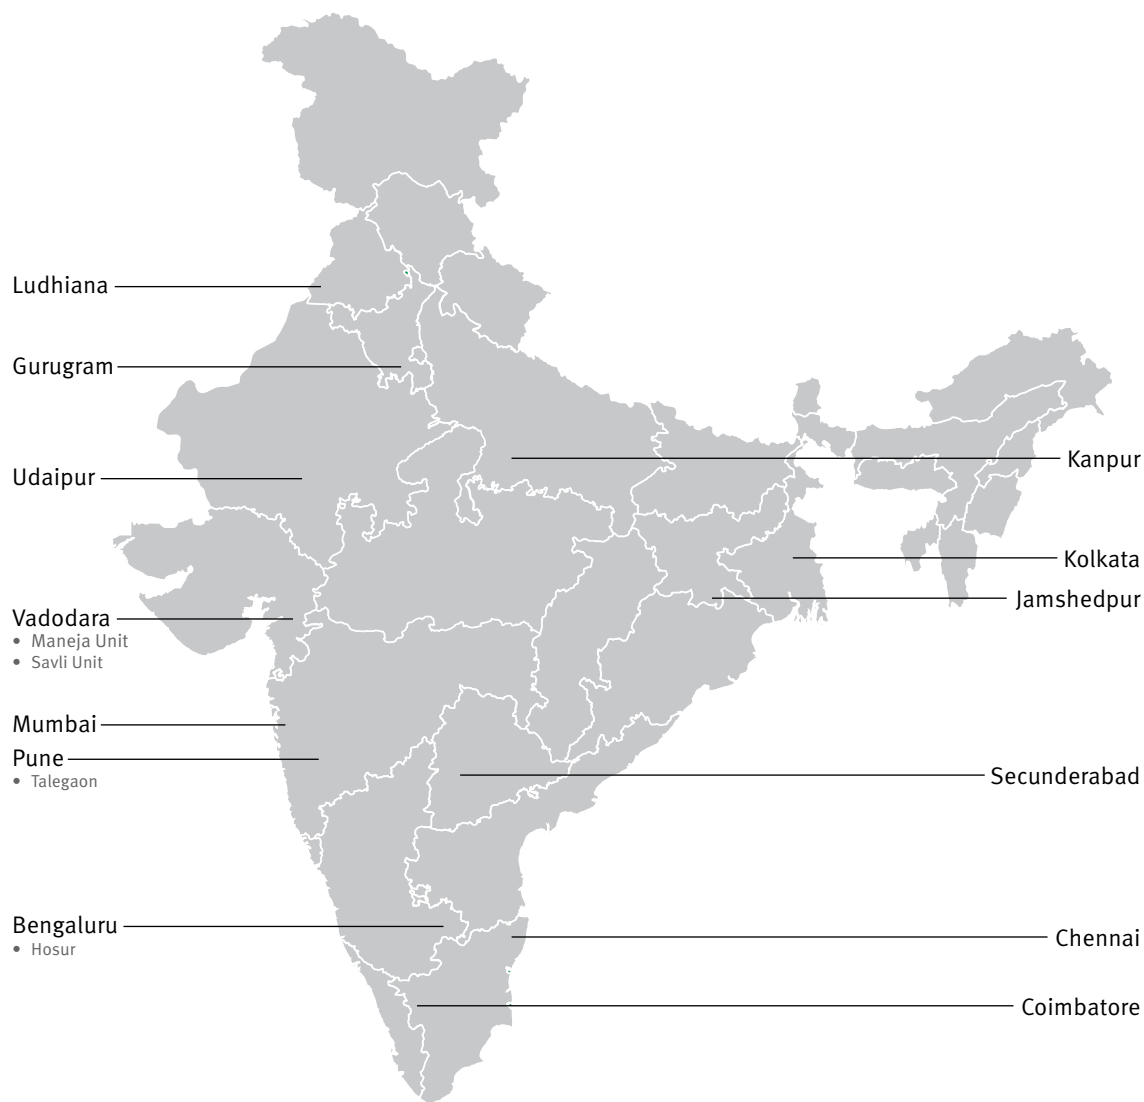 Ludhiana
Gurugram
Udaipur
Vadodara
• Maneja Unit
• Savli Unit
Mumbai
Pune
• Talegaon
Bengaluru
• Hosur
Kanpur
Kolkata
Jamshedpur
Secunderabad
Chennai
Coimbatore